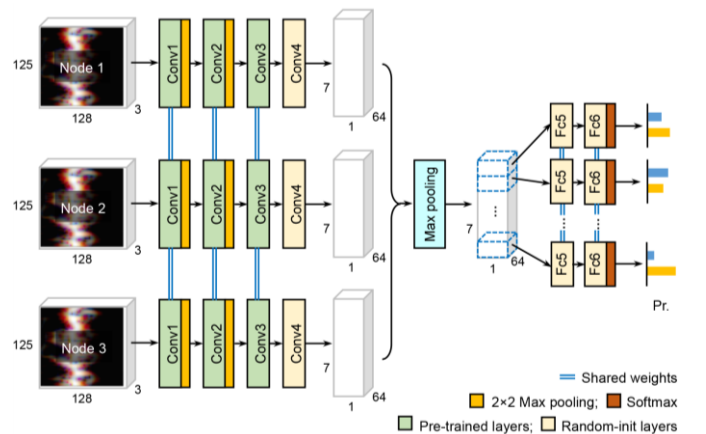 125
Node 1
128
3
Conv1
Conv2
Conv3
Conv4
7
1
64
125
Node 2
128
3
Conv1
Conv2
Conv3
Conv4
7
1
64
125
Node 3
128
3
Conv1
Conv2
Conv3
Conv4
7
1
64
Max pooling
7
1
64
...
Fc5
Fc6
Fc5
Fc6
Fc5
Fc6
Pr.
Shared weights
2×2 Max pooling;
Softmax
Pre-trained layers;
Random-init layers